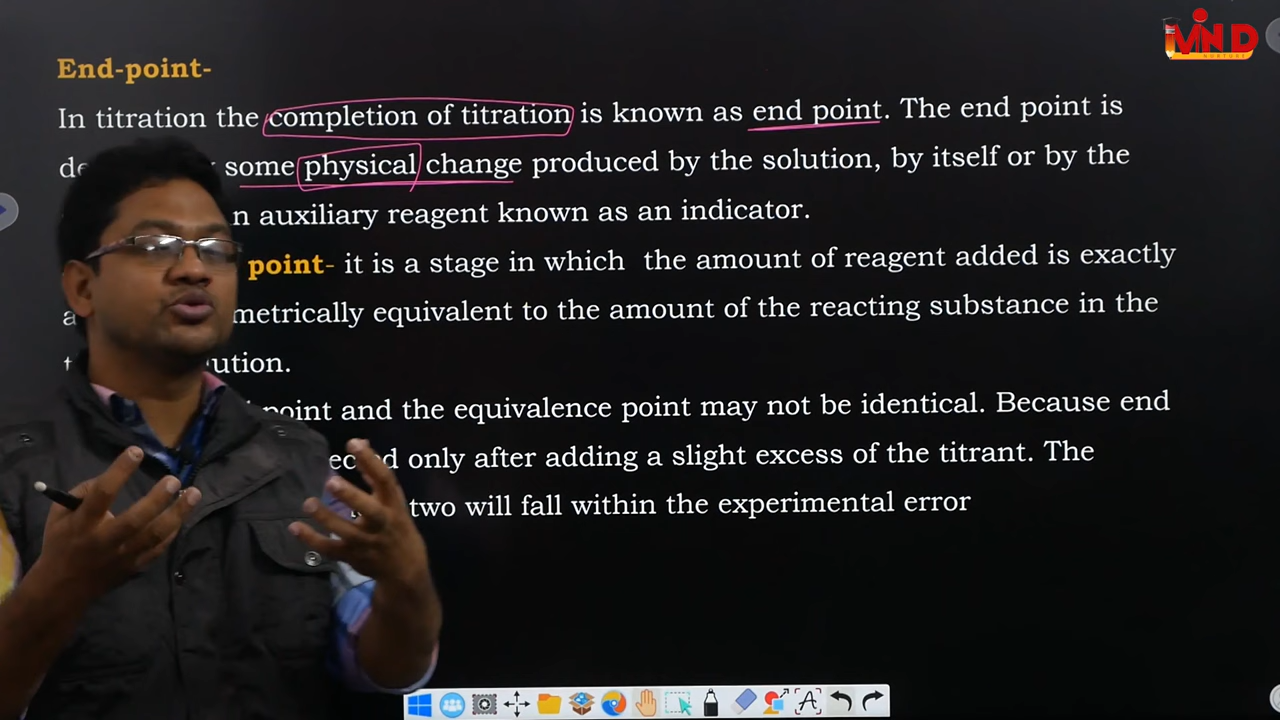 MIND
NURTURE
End-point-
In titration the completion of titration is known as end point. The end point is
some physical change produced by the solution, by itself or by the
n auxiliary reagent known as an indicator.
point- it is a stage in which the amount of reagent added is exactly
a metrically equivalent to the amount of the reacting substance in the
t ution.
point and the equivalence point may not be identical. Because end
ec d only after adding a slight excess of the titrant. The
two will fall within the experimental error